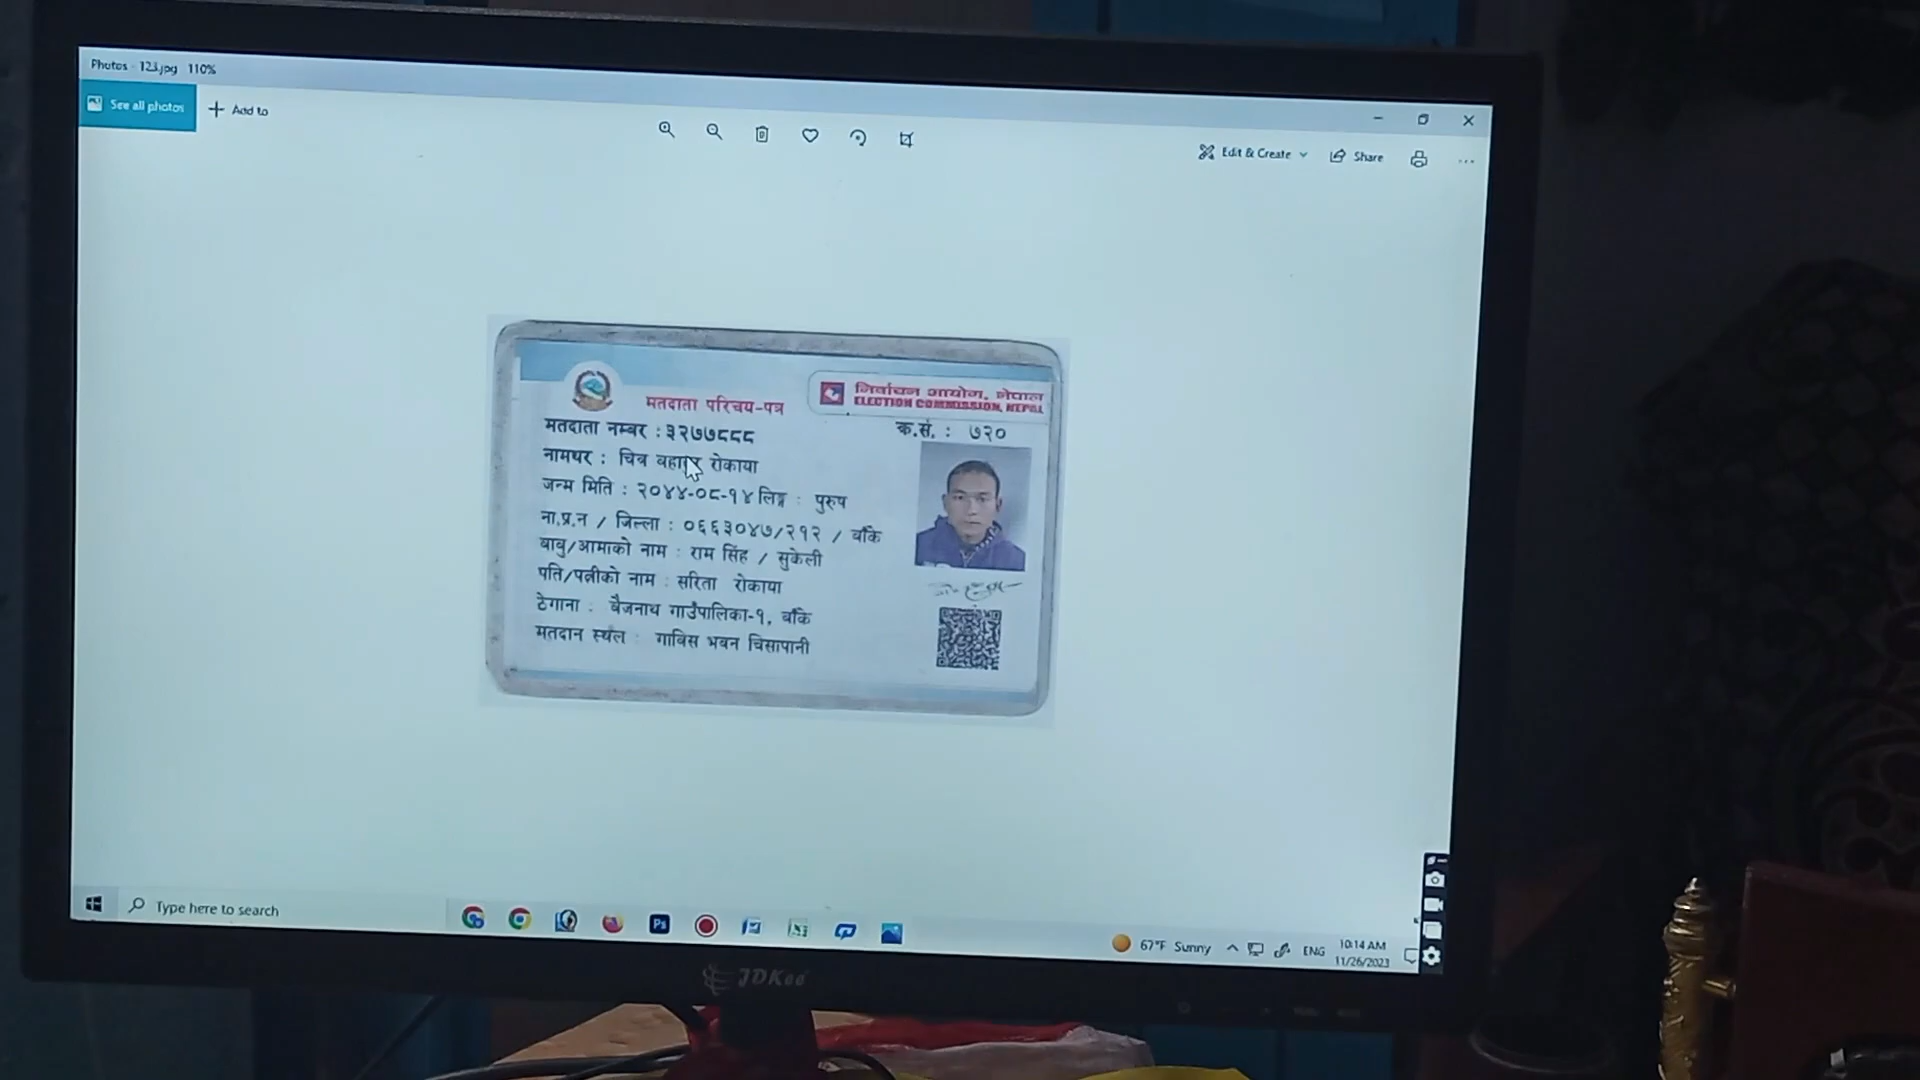 Photos - 123.jpg 110%
See all photos
Add to
Edit & Create
Share
मतदाता परिचय-पत्र
निर्वाचन आयोग, नेपाल
ELECTION COMMISSION, NEPAL
मतदाता नम्बर : ३२७७८८८
क.सं. : ७२०
नामथर : चित्र रोकाया
जन्म मिति : २०४४-०८-१४ लिङ्ग : पुरुष
ना.प्र.न / जिल्ला : ०६६३०४७/२१२ / बाँके
बाबु/आमाको नाम : राम सिंह / सुकेली
पति/पत्नीको नाम : सरिता रोकाया
ठेगाना : बैजनाथ गाउँपालिका-१, बाँके
मतदान स्थल : गाविस भवन चिसापानी
Type here to search
Ps
67°F Sunny
ENG
10:14 AM
11/26/2023
JDKoo